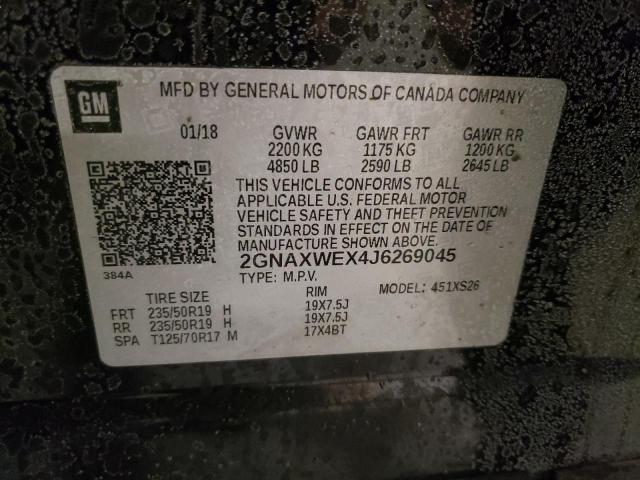 GM
MFD BY GENERAL MOTORS OF CANADA COMPANY
01/18 GVWR GAWR FRT GAWR RR
2200 KG 1175 KG 1200 KG
4850 LB 2590 LB 2645 LB
THIS VEHICLE CONFORMS TO ALL
APPLICABLE U.S. FEDERAL MOTOR
VEHICLE SAFETY AND THEFT PREVENTION
STANDARDS IN EFFECT ON THE DATE
OF MANUFACTURE SHOWN ABOVE.
2GNAXWEX4J6269045
384A
TYPE: M.P.V. MODEL: 451XS26
TIRE SIZE RIM
FRT 235/50R19 H 19X7.5J
RR 235/50R19 H 19X7.5J
SPA T125/70R17 M 17X4BT